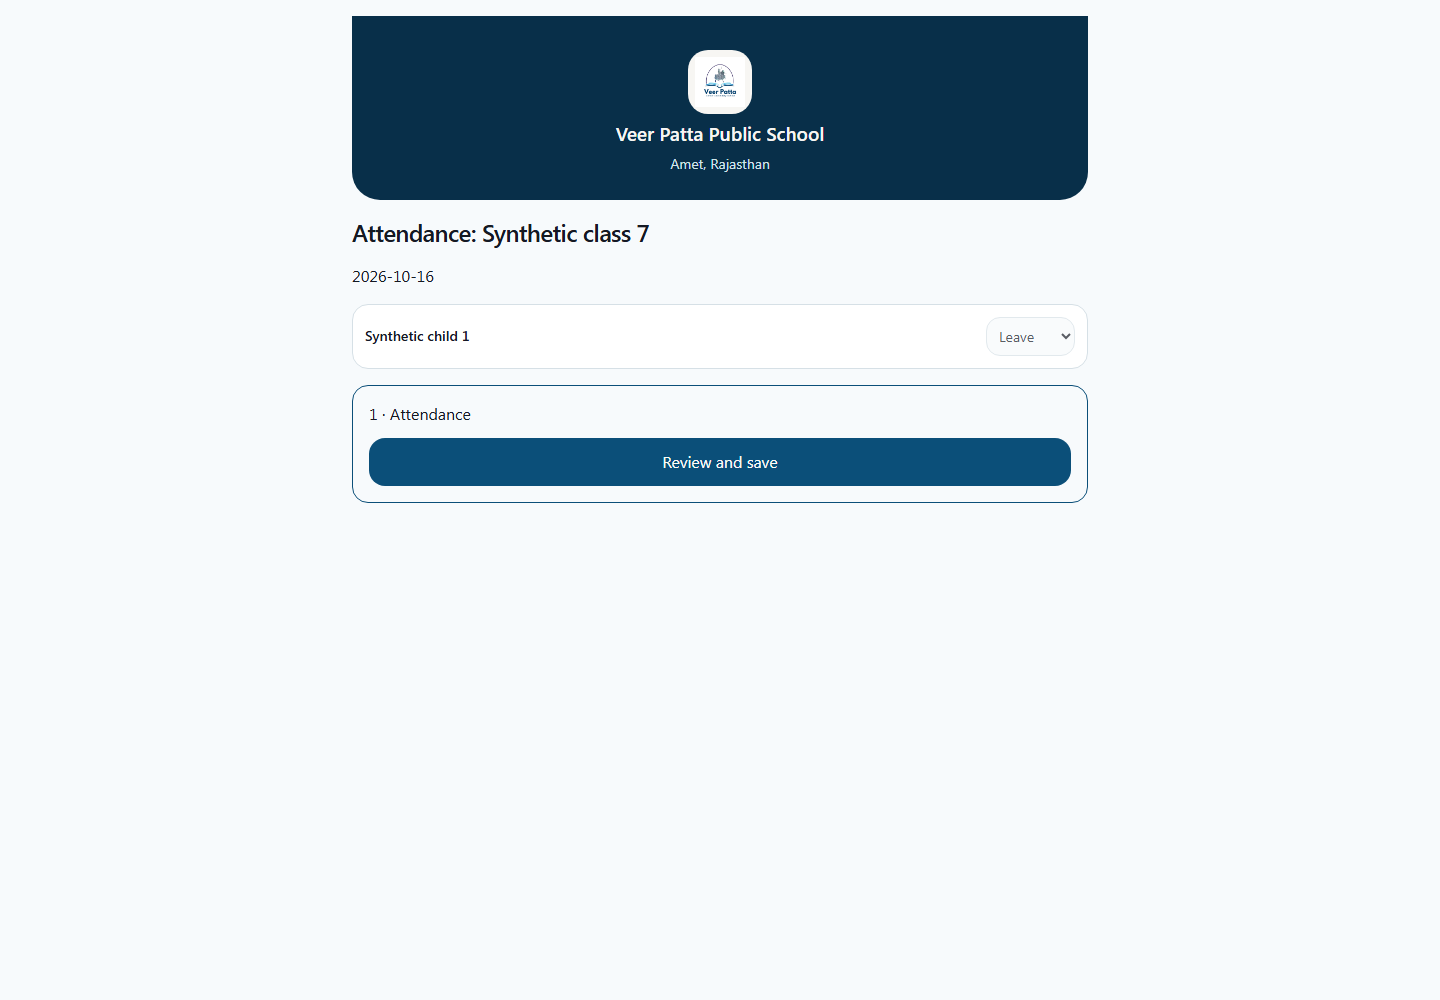 Veer Patta
Veer Patta Public School
Amet, Rajasthan
Attendance: Synthetic class 7
2026-10-16
Synthetic child 1
Leave
1 · Attendance
Review and save